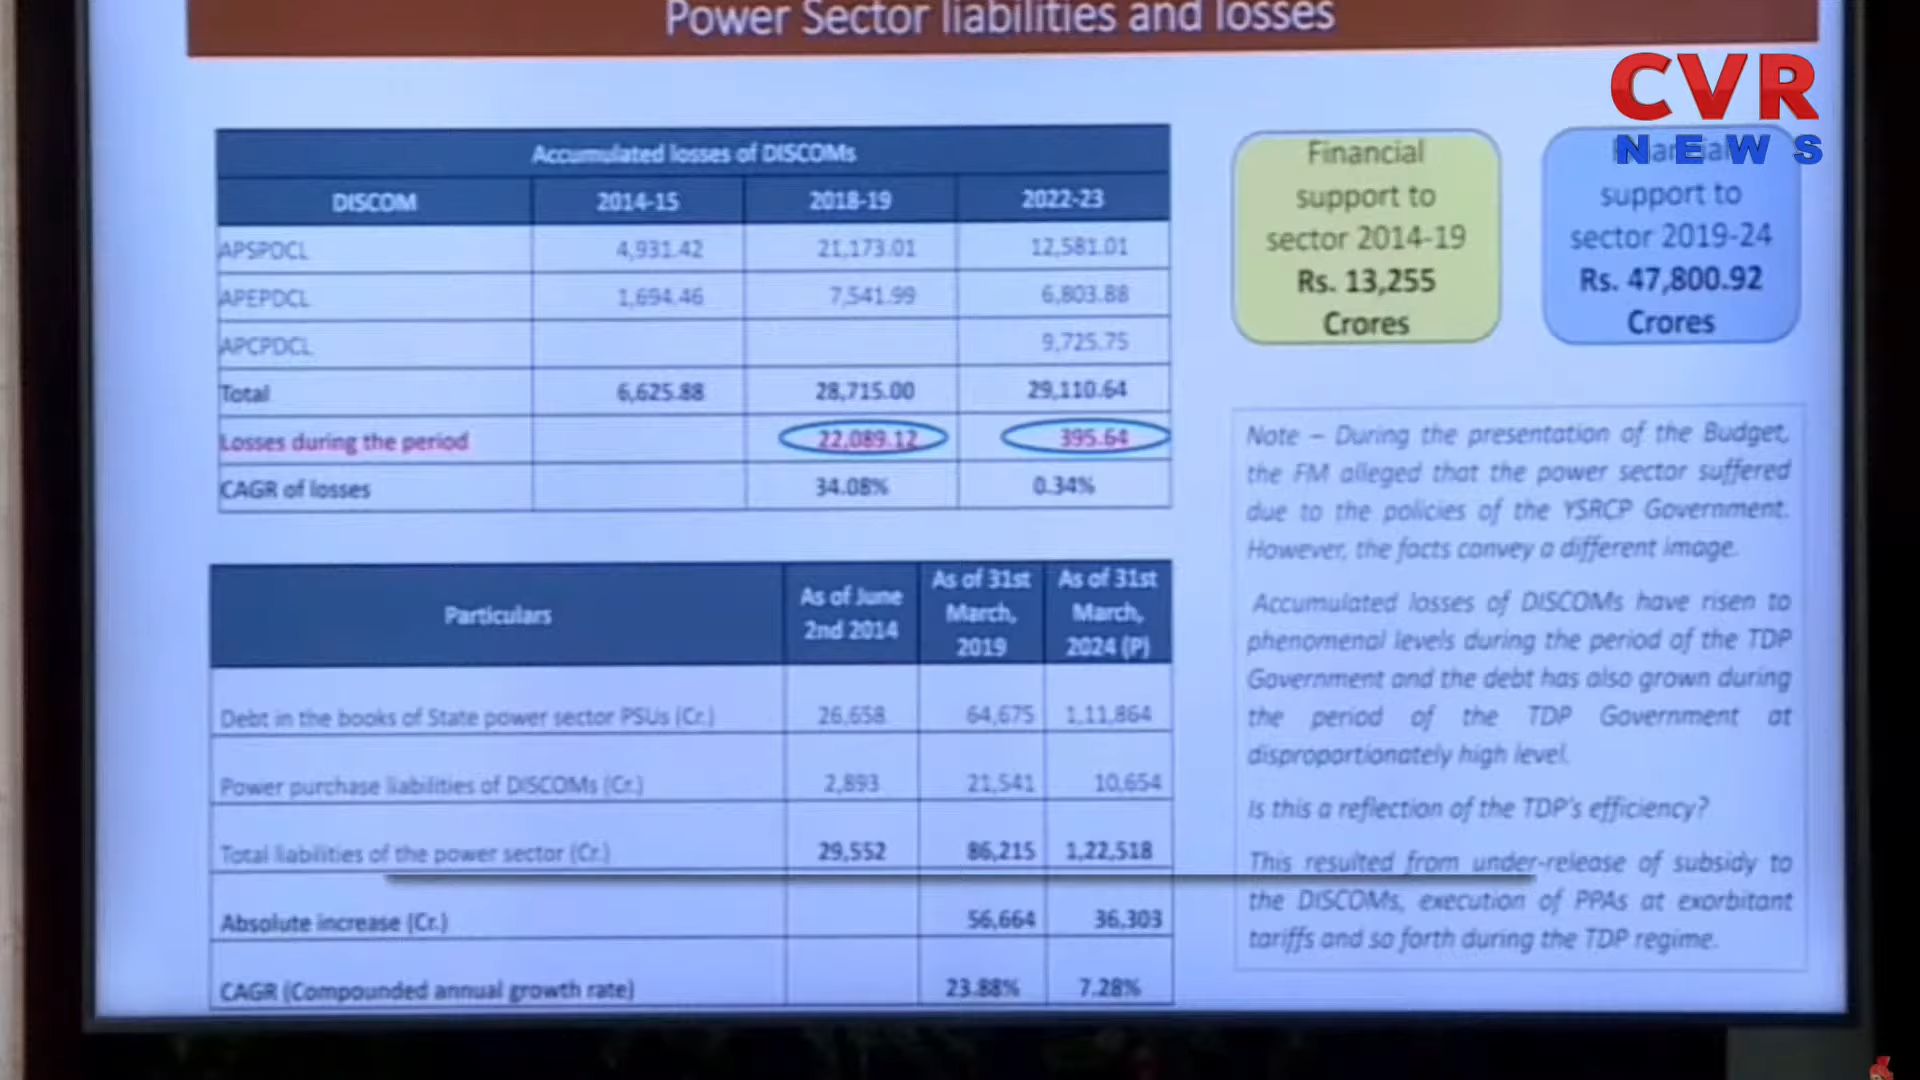 Power Sector liabilities and losses
CVR
NEWS
Accumulated losses of DISCOMs
DISCOM 2014-15 2018-19 2022-23
APSPDCL 4,931.42 21,173.01 12,581.01
APEPDCL 1,694.46 7,541.99 6,803.88
APCPDCL 9,725.75
Total 6,625.88 28,715.00 29,110.64
Losses during the period 22,089.12 395.64
CAGR of losses 34.08% 0.34%
Financial
support to
sector 2014-19
Rs. 13,255
Crores
Financial
support to
sector 2019-24
Rs. 47,800.92
Crores
Particulars
As of June
2nd 2014
As of 31st
March,
2019
As of 31st
March,
2024 (P)
Debt in the books of State power sector PSUs (Cr.) 26,658 64,675 1,11,864
Power purchase liabilities of DISCOMs (Cr.) 2,893 21,541 10,654
Total liabilities of the power sector (Cr.) 29,552 86,215 1,22,518
Absolute increase (Cr.) 56,664 36,303
CAGR (Compounded annual growth rate) 23.88% 7.28%
Note – During the presentation of the Budget,
the FM alleged that the power sector suffered
due to the policies of the YSRCP Government.
However, the facts convey a different image.
Accumulated losses of DISCOMs have risen to
phenomenal levels during the period of the TDP
Government and the debt has also grown during
the period of the TDP Government at
disproportionately high level.
Is this a reflection of the TDP's efficiency?
This resulted from under-release of subsidy to
the DISCOMs, execution of PPAs at exorbitant
tariffs and so forth during the TDP regime.